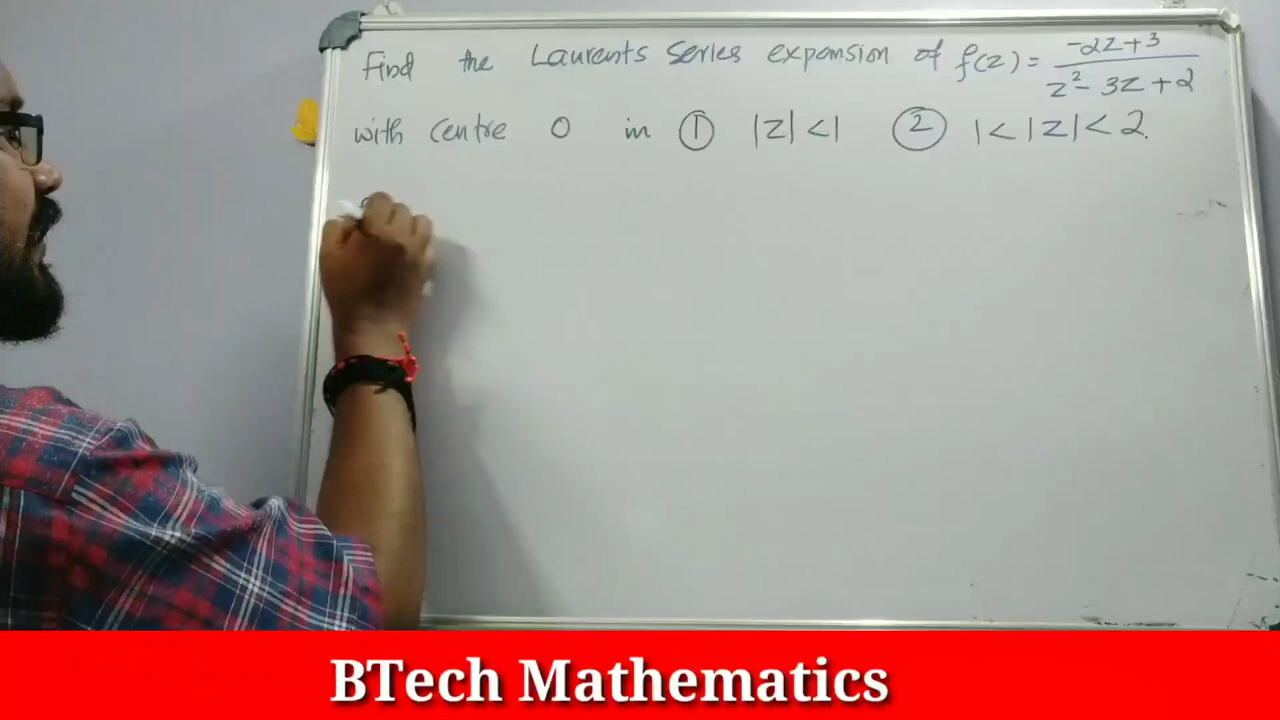 Find the Laurents series expansion of f(z) = -2z+3 / z² - 3z + 2
with centre 0 in ① |z| < 1 ② 1 < |z| < 2.
BTech Mathematics